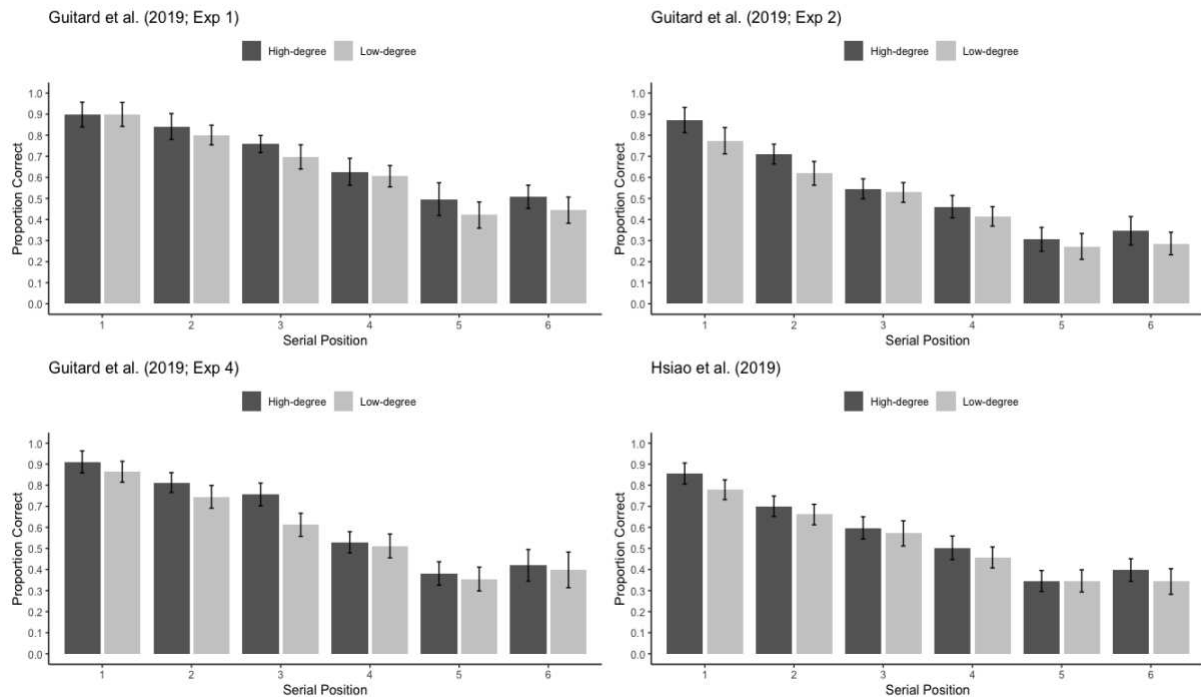 Guitard et al. (2019; Exp 1)
High-degree Low-degree
Proportion Correct
1.0
0.9
0.8
0.7
0.6
0.5
0.4
0.3
0.2
0.1
0.0
1 2 3 4 5 6
Serial Position
Guitard et al. (2019; Exp 2)
High-degree Low-degree
Proportion Correct
1.0
0.9
0.8
0.7
0.6
0.5
0.4
0.3
0.2
0.1
0.0
1 2 3 4 5 6
Serial Position
Guitard et al. (2019; Exp 4)
High-degree Low-degree
Proportion Correct
1.0
0.9
0.8
0.7
0.6
0.5
0.4
0.3
0.2
0.1
0.0
1 2 3 4 5 6
Serial Position
Hsiao et al. (2019)
High-degree Low-degree
Proportion Correct
1.0
0.9
0.8
0.7
0.6
0.5
0.4
0.3
0.2
0.1
0.0
1 2 3 4 5 6
Serial Position